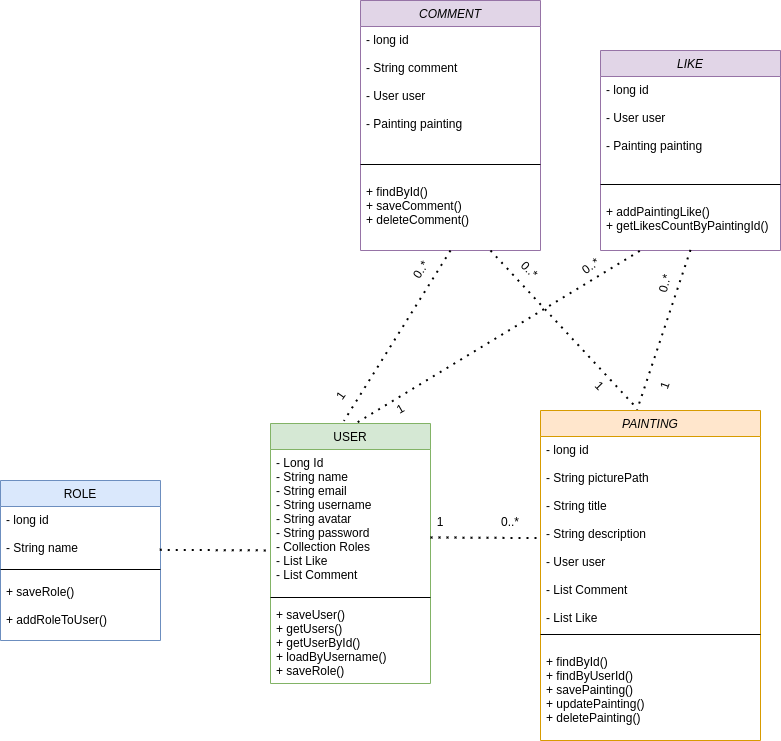 COMMENT
- long id
- String comment
- User user
- Painting painting
+ findById()
+ saveComment()
+ deleteComment()
LIKE
- long id
- User user
- Painting painting
+ addPaintingLike()
+ getLikesCountByPaintingId()
0..*
0..*
0..*
0..*
1
1
1
1
ROLE
- long id
- String name
+ saveRole()
+ addRoleToUser()
USER
- Long Id
- String name
- String email
- String username
- String avatar
- String password
- Collection Roles
- List Like
- List Comment
+ saveUser()
+ getUsers()
+ getUserById()
+ loadByUsername()
+ saveRole()
1
0..*
PAINTING
- long id
- String picturePath
- String title
- String description
- User user
- List Comment
- List Like
+ findById()
+ findByUserId()
+ savePainting()
+ updatePainting()
+ deletePainting()